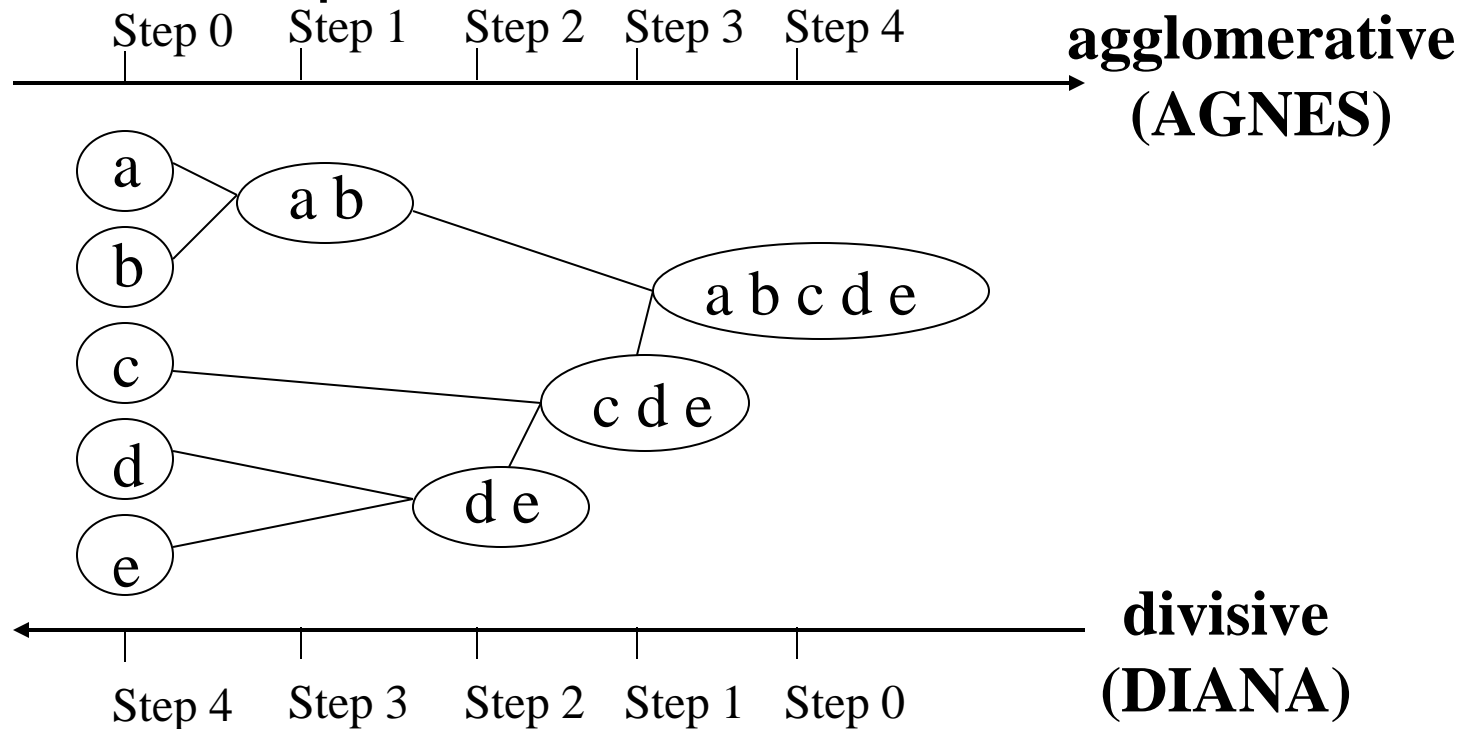 Step 0 Step 1 Step 2 Step 3 Step 4
agglomerative
(AGNES)
a
a b
b
a b c d e
c
c d e
d
d e
e
divisive
(DIANA)
Step 4 Step 3 Step 2 Step 1 Step 0